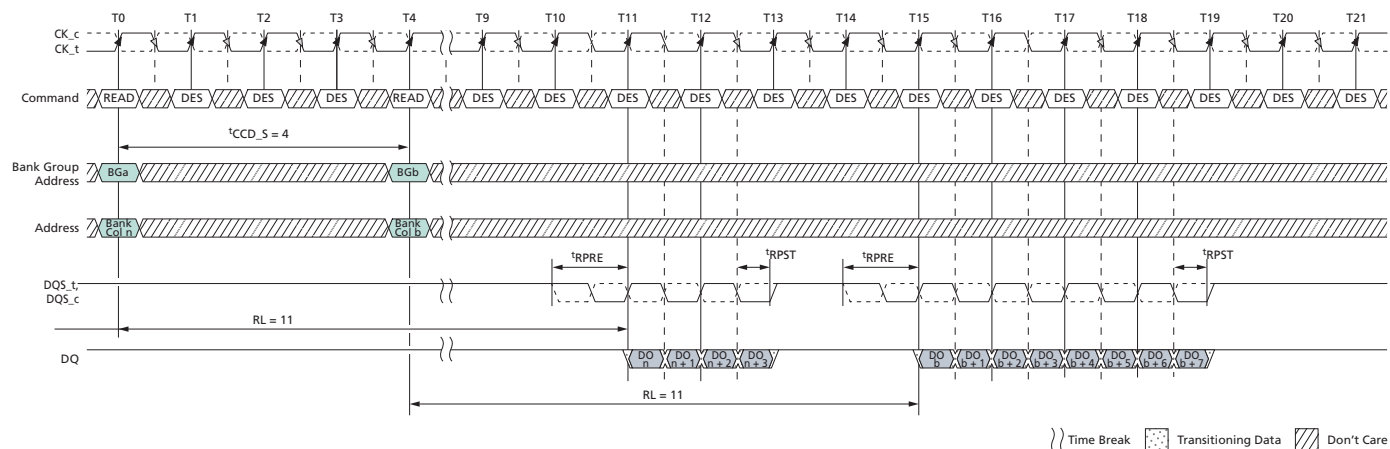 T0 T1 T2 T3 T4 T9 T10 T11 T12 T13 T14 T15 T16 T17 T18 T19 T20 T21
CK_c
CK_t
Command READ DES DES DES READ DES DES DES DES DES DES DES DES DES DES DES DES DES
tCCD_S = 4
Bank Group
Address BGa BGb
Address Bank
Col n Bank
Col b
tRPRE tRPST tRPRE tRPST
DQS_t,
DQS_c
RL = 11
DQ DO
n DO
n + 1 DO
n + 2 DO
n + 3 DO
b DO
b + 1 DO
b + 2 DO
b + 3 DO
b + 4 DO
b + 5 DO
b + 6 DO
b + 7
RL = 11
Time Break Transitioning Data Don't Care